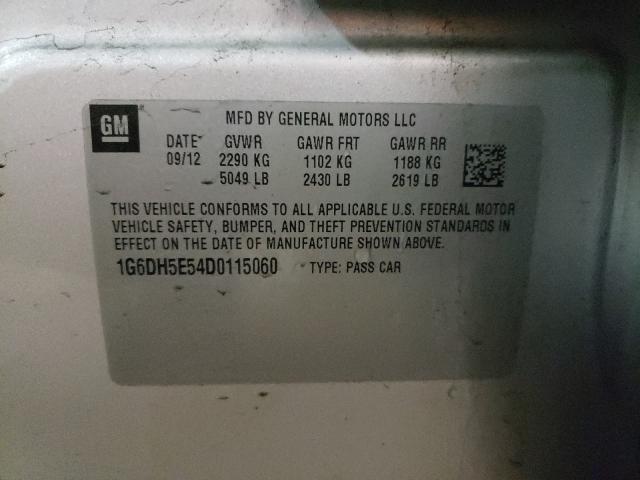 GM
MFD BY GENERAL MOTORS LLC
DATE GVWR GAWR FRT GAWR RR
09/12 2290 KG 1102 KG 1188 KG
5049 LB 2430 LB 2619 LB
THIS VEHICLE CONFORMS TO ALL APPLICABLE U.S. FEDERAL MOTOR
VEHICLE SAFETY, BUMPER, AND THEFT PREVENTION STANDARDS IN
EFFECT ON THE DATE OF MANUFACTURE SHOWN ABOVE.
1G6DH5E54D0115060 TYPE: PASS CAR